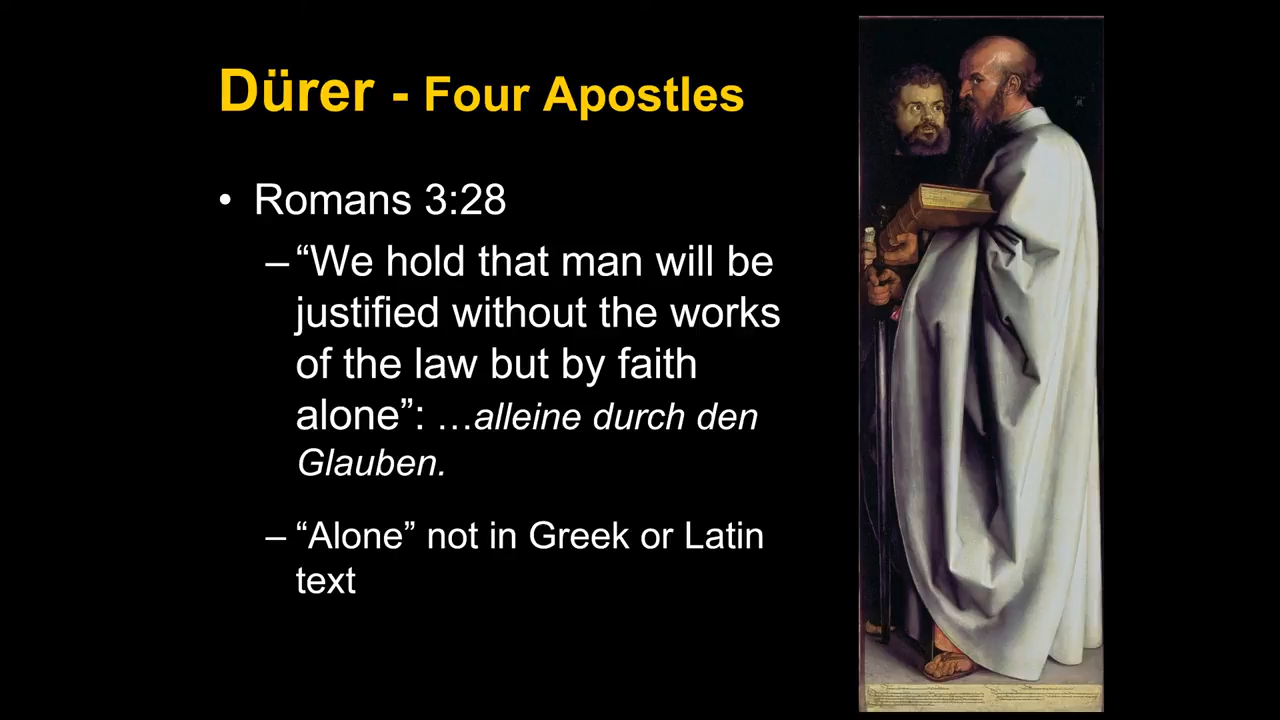 Dürer - Four Apostles
• Romans 3:28
– “We hold that man will be
justified without the works
of the law but by faith
alone”: …alleine durch den
Glauben.
– “Alone” not in Greek or Latin
text